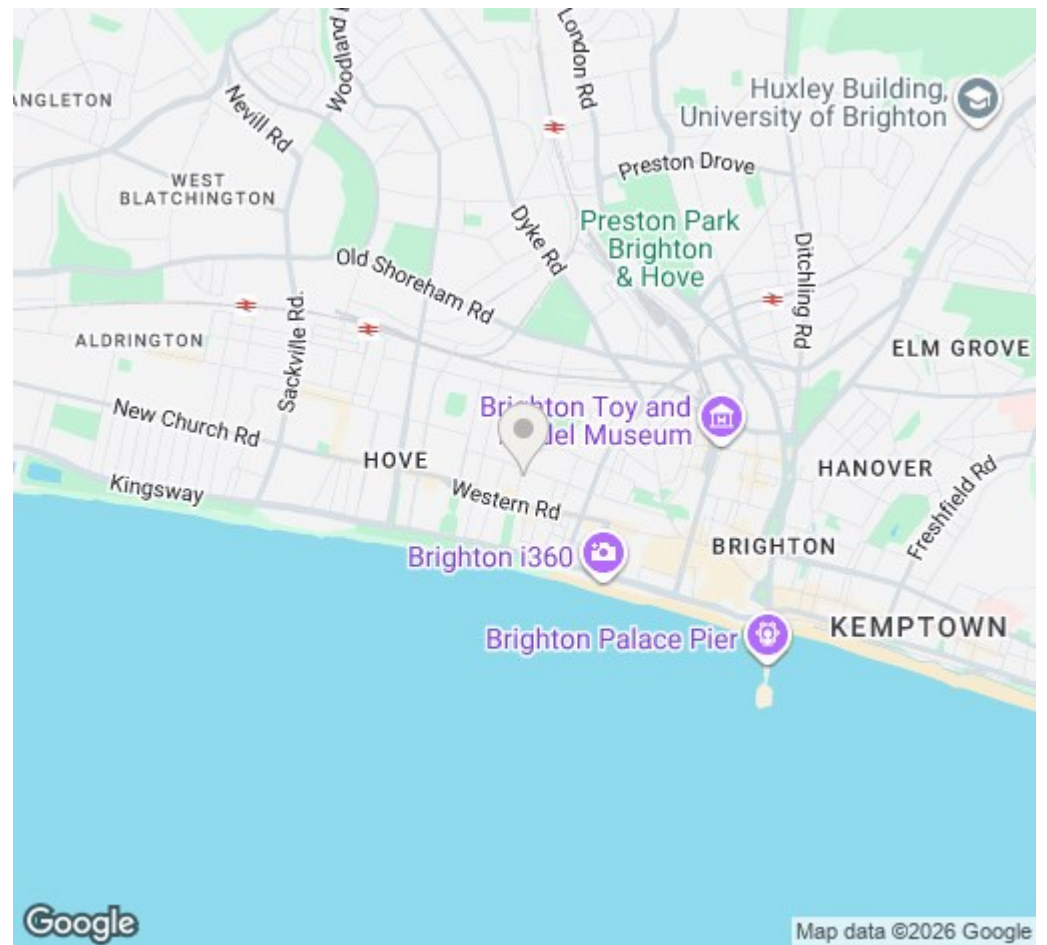 London Rd
Woodland
ANGLETON
Nevill Rd
Huxley Building,
University of Brighton
Preston Drove
WEST
BLATCHINGTON
Preston Park
Brighton
& Hove
Dyke Rd
Ditchling Rd
Old Shoreham Rd
Sackville Rd.
ALDRINGTON
ELM GROVE
New Church Rd
Brighton Toy and
del Museum
HOVE
HANOVER
Freshfield Rd
Kingsway
Western Rd
Brighton i360
BRIGHTON
Brighton Palace Pier
KEMPTOWN
Google
Map data ©2026 Google